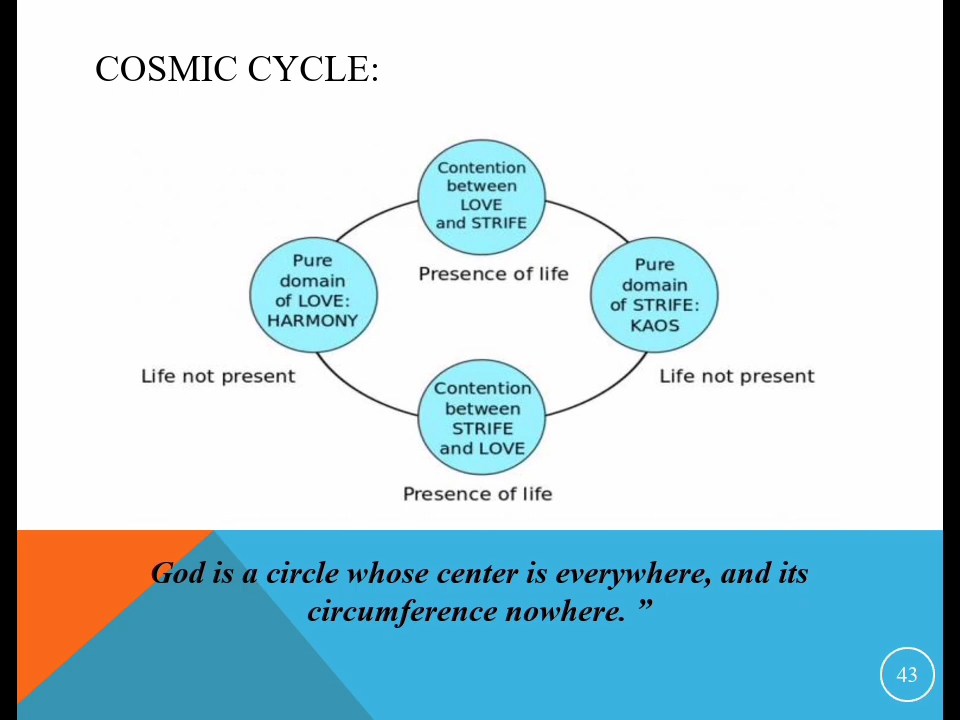 COSMIC CYCLE:
Contention
between
LOVE
and STRIFE
Presence of life
Pure
domain
of LOVE:
HARMONY
Life not present
Pure
domain
of STRIFE:
KAOS
Life not present
Contention
between
STRIFE
and LOVE
Presence of life
God is a circle whose center is everywhere, and its
circumference nowhere. ”
43